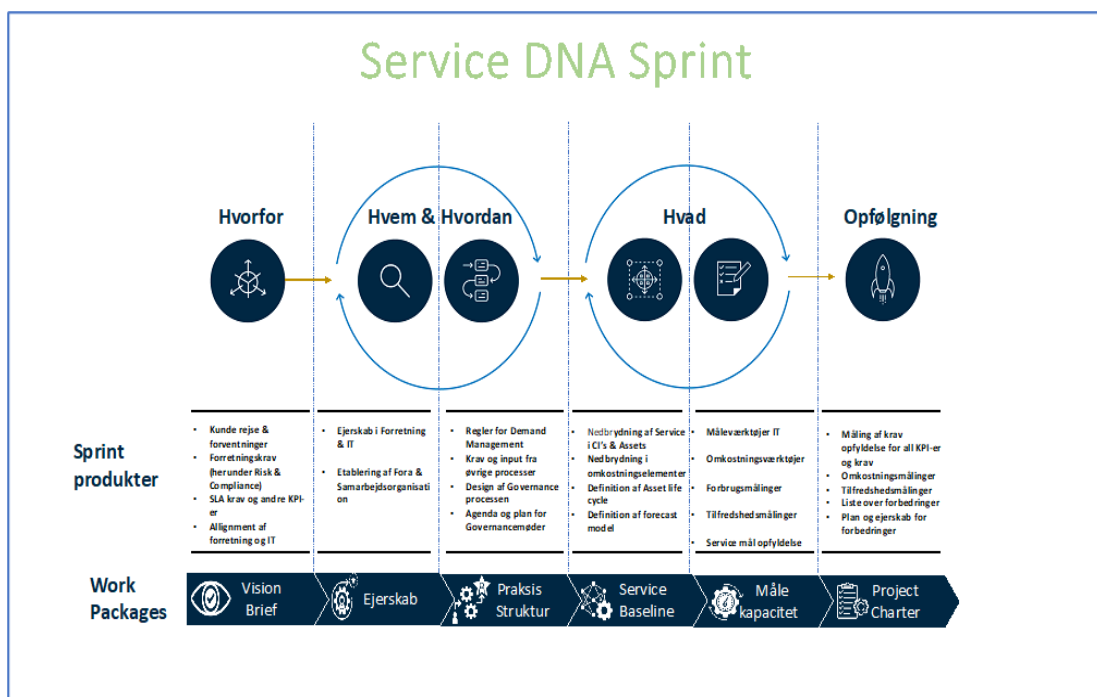 Service DNA Sprint
Hvorfor
Hvem & Hvordan
Hvad
Opfølgning
Sprint
produkter
• Kunde rejse &
forventninger
• Forretningskrav
(herunder Risk &
Compliance)
• SLA krav og andre KPI-
er
• Allignment af
forretning og IT
• Ejerskab i Forretning
& IT
• Etablering af Fora &
Samarbejdsorganisati
on
• Regler for Demand
Management
• Krav og input fra
øvrige processer
• Design af Governance
processen
• Agenda og plan for
Governancemøder
• Nedbrydning af Service
i CI's & Assets
• Nedbrydning i
omkostningselementer
• Definition af Asset life
cycle
• Definition af forecast
model
• Måleværktøjer IT
• Omkostningsværktøjer
• Forbrugsmålinger
• Tilfredshedsmålinger
• Service mål opfyldelse
• Måling af krav
opfyldelse for all KPI-er
og krav
• Omkostningsmålinger
• Tilfredshedsmålinger
• Liste over forbedringer
• Plan og ejerskab for
forbedringer
Work
Packages
Vision
Brief
Ejerskab
Praksis
Struktur
Service
Baseline
Måle
kapacitet
Project
Charter